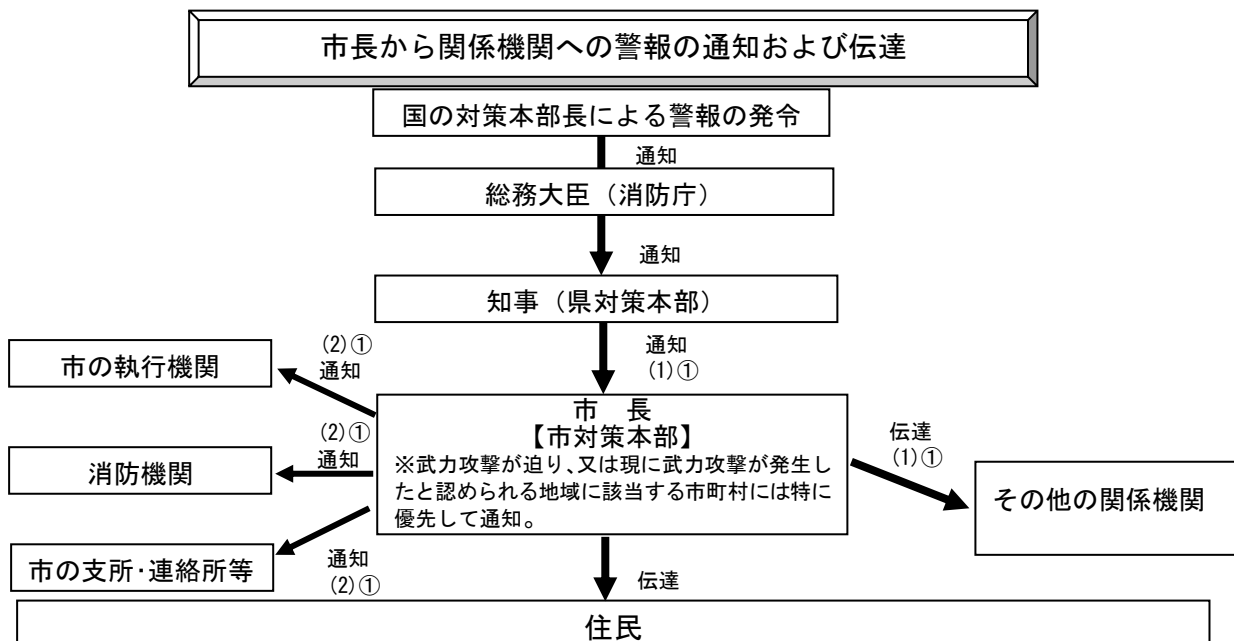 市長から関係機関への警報の通知および伝達
国の対策本部長による警報の発令
通知
総務大臣（消防庁）
通知
知事（県対策本部）
通知
(1)①
市の執行機関
(2)①
通知
市　長
【市対策本部】
※武力攻撃が迫り、又は現に武力攻撃が発生し
たと認められる地域に該当する市町村には特に
優先して通知。
消防機関
(2)①
通知
伝達
(1)①
その他の関係機関
市の支所･連絡所等
通知
(2)①
伝達
住民